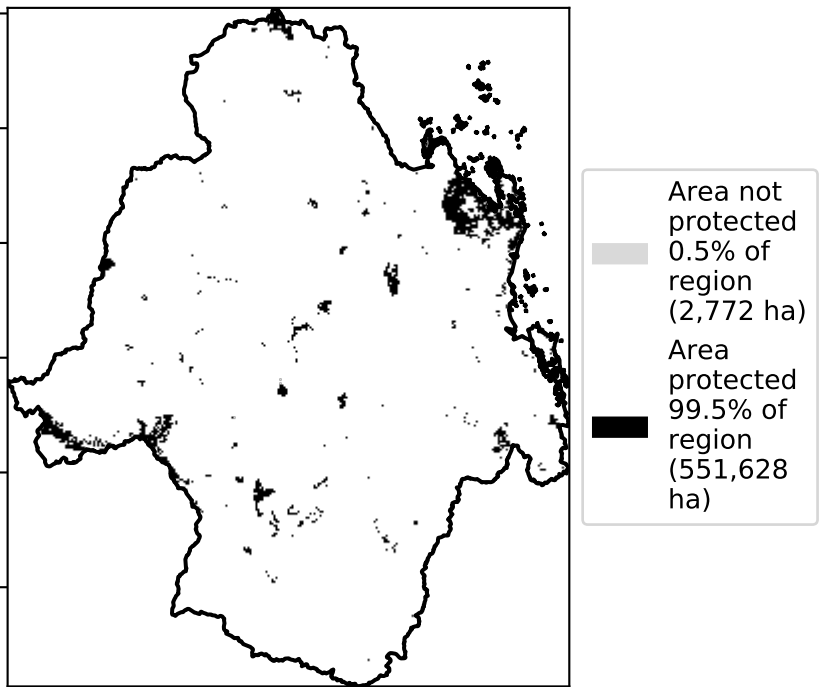 Area not
protected
0.5% of
region
(2,772 ha)
Area
protected
99.5% of
region
(551,628
ha)